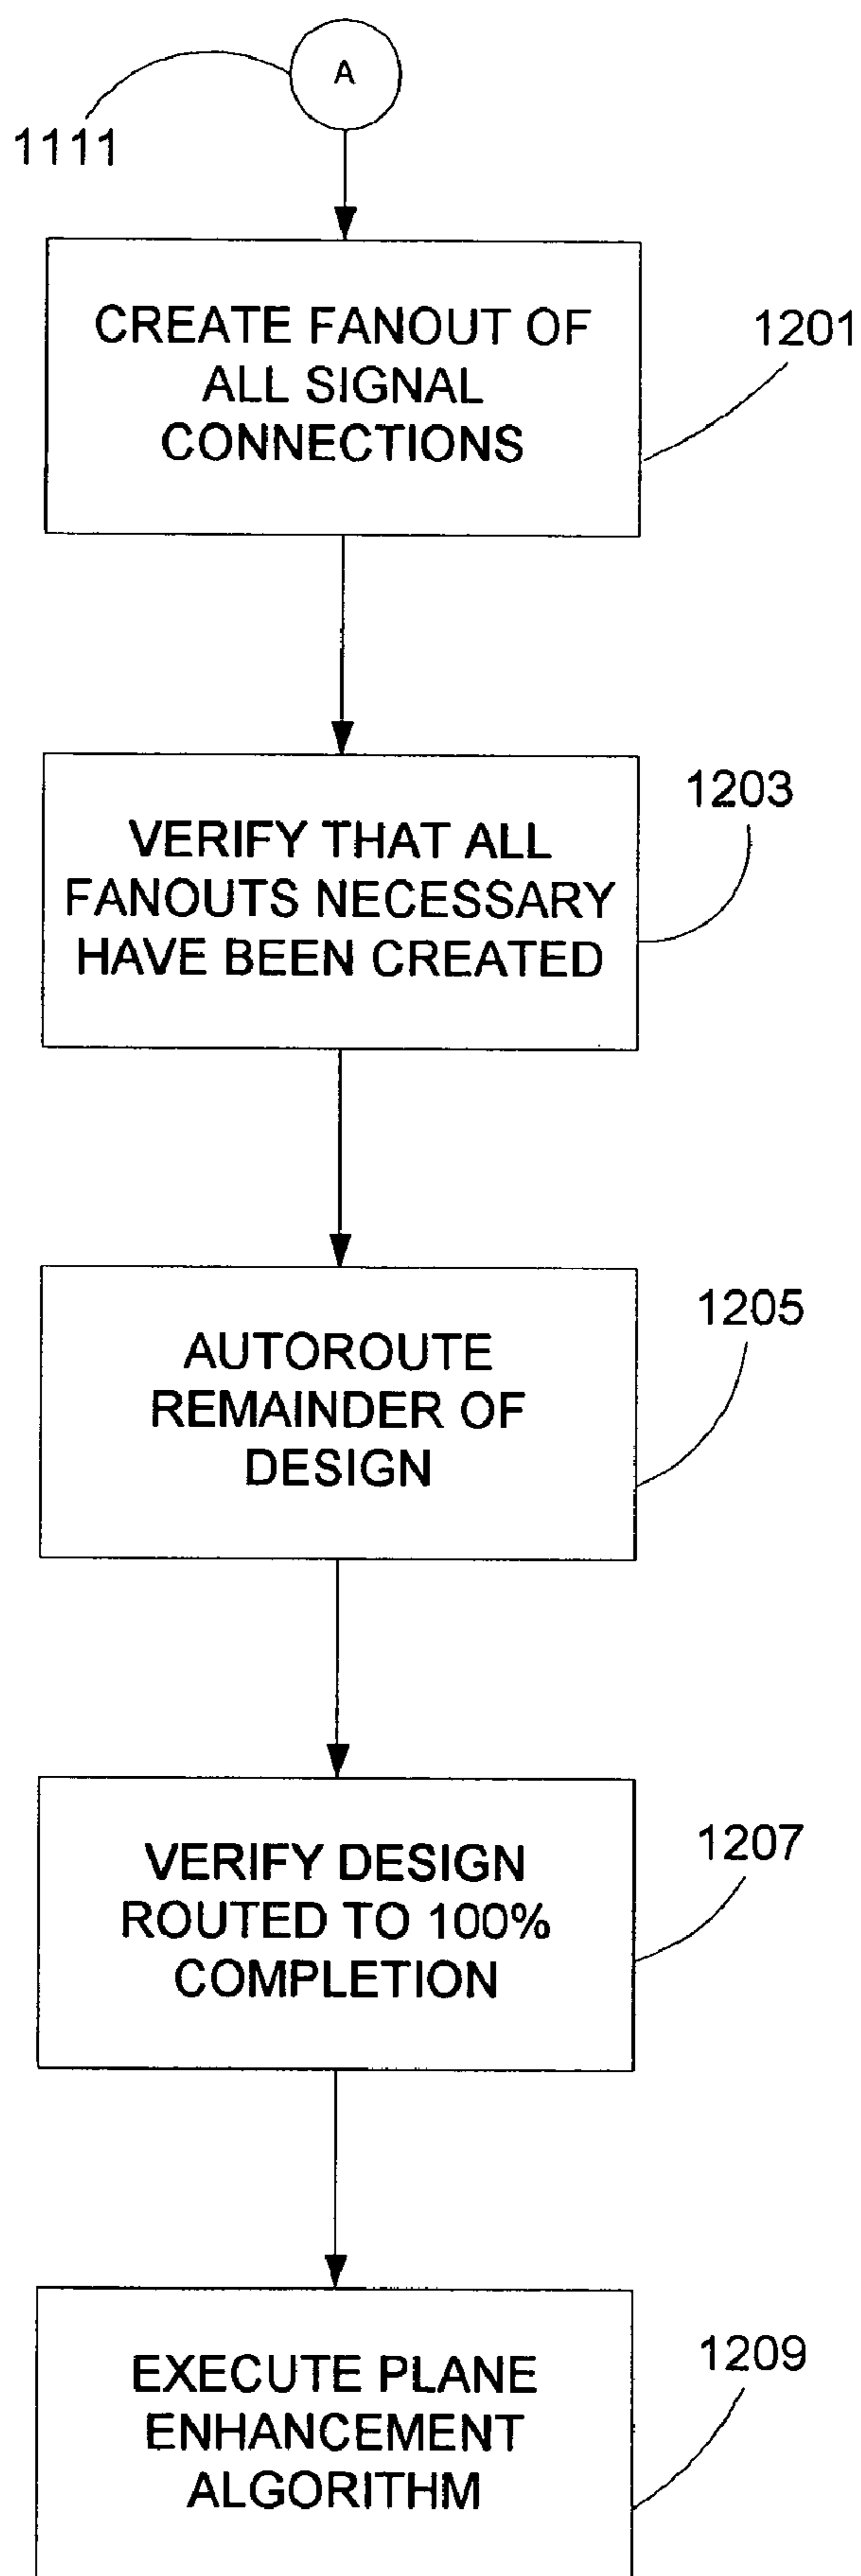 A
1111
CREATE FANOUT OF
ALL SIGNAL
CONNECTIONS
1201
VERIFY THAT ALL
FANOUTS NECESSARY
HAVE BEEN CREATED
1203
AUTOROUTE
REMAINDER OF
DESIGN
1205
VERIFY DESIGN
ROUTED TO 100%
COMPLETION
1207
EXECUTE PLANE
ENHANCEMENT
ALGORITHM
1209